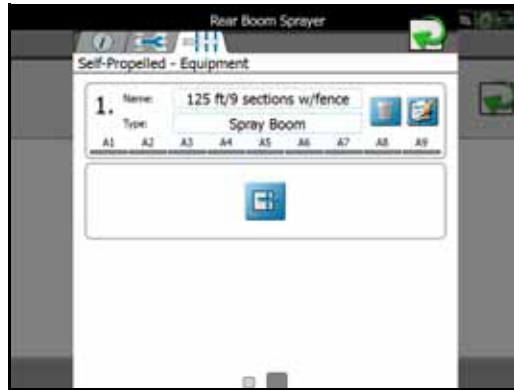 Rear Boom Sprayer
Self-Propelled - Equipment
1.
Name: 125 ft/9 sections w/fence
Type: Spray Boom
A1 A2 A3 A4 A5 A6 A7 A8 A9